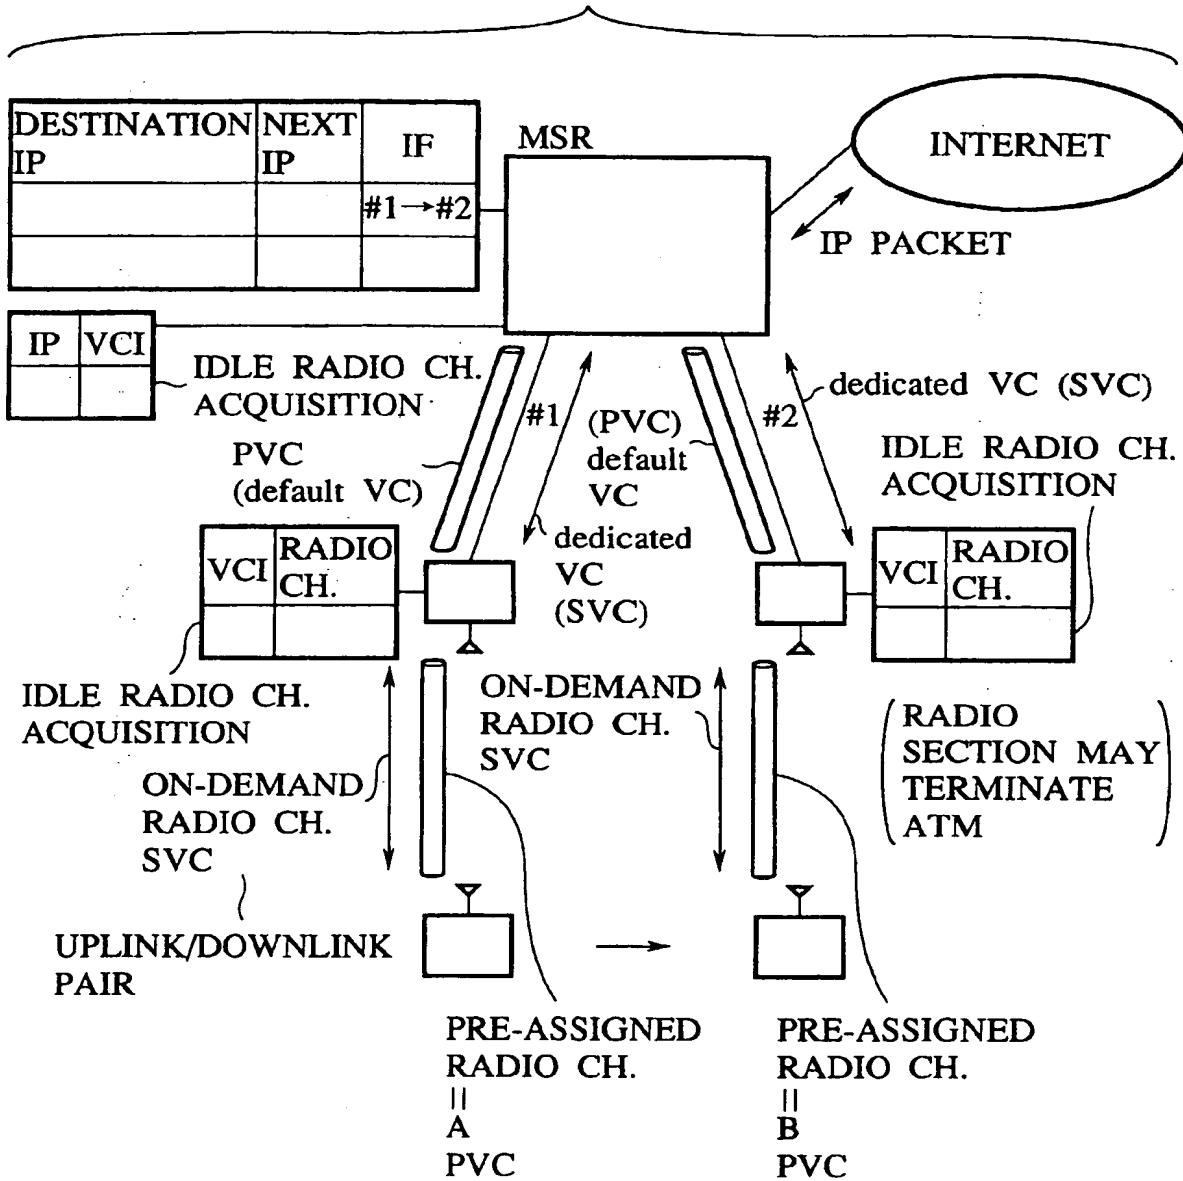 DESTINATION IP
NEXT IP
IF
#1→#2
MSR
INTERNET
IP PACKET
IP
VCI
IDLE RADIO CH.
ACQUISITION
PVC
(default VC)
#1
dedicated
VC
(SVC)
(PVC)
default
VC
#2
dedicated VC (SVC)
IDLE RADIO CH.
ACQUISITION
VCI
RADIO
CH.
VCI
RADIO
CH.
IDLE RADIO CH.
ACQUISITION
ON-DEMAND
RADIO CH.
SVC
UPLINK/DOWNLINK
PAIR
ON-DEMAND
RADIO CH.
SVC
(RADIO
SECTION MAY
TERMINATE
ATM)
PRE-ASSIGNED
RADIO CH.
=
A
PVC
PRE-ASSIGNED
RADIO CH.
=
B
PVC